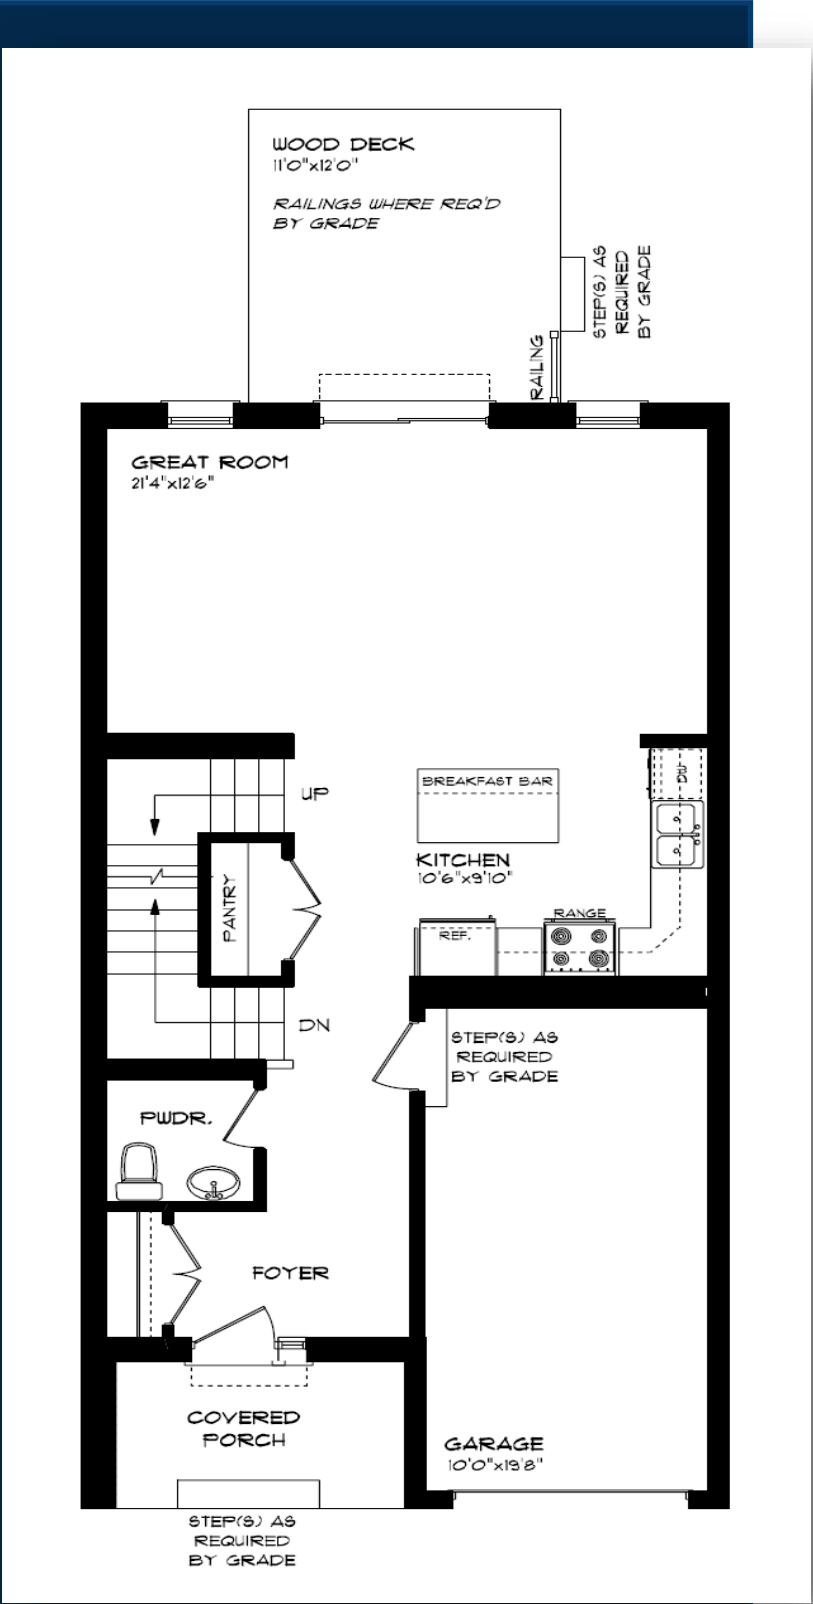 WOOD DECK
11'0"x12'0"
RAILINGS WHERE REQ'D
BY GRADE
STEP(S) AS
REQUIRED
BY GRADE
RAILING
GREAT ROOM
21'4"x12'6"
UP
BREAKFAST BAR
DW
KITCHEN
10'6"x9'10"
PANTRY
RANGE
REF.
DN
STEP(S) AS
REQUIRED
BY GRADE
PWDR.
FOYER
COVERED
PORCH
GARAGE
10'0"x19'8"
STEP(S) AS
REQUIRED
BY GRADE